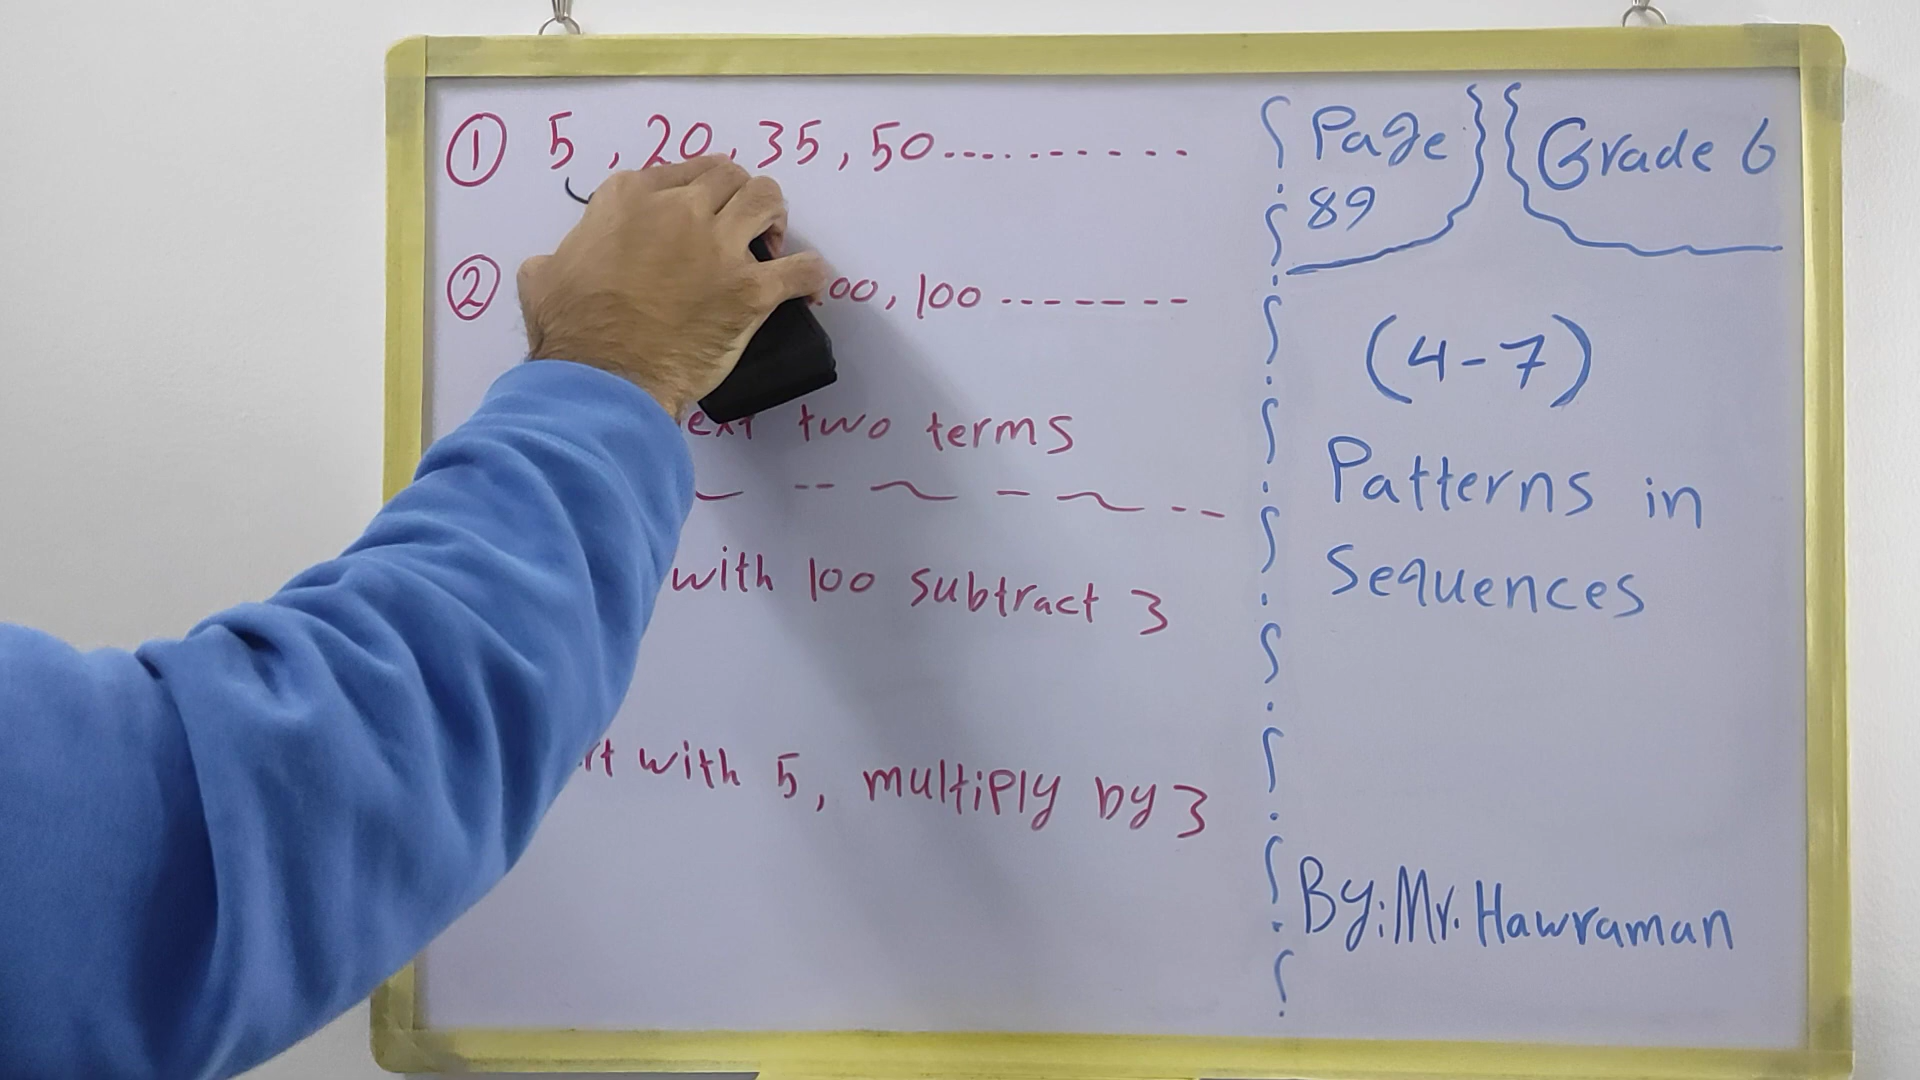 ① 5, 20, 35, 50..........
② 00, 100 -------
two terms
with 100 subtract 3
with 5, multiply by 3
Page
89
Grade 6
(4-7)
Patterns in
Sequences
By: Mr. Hawraman